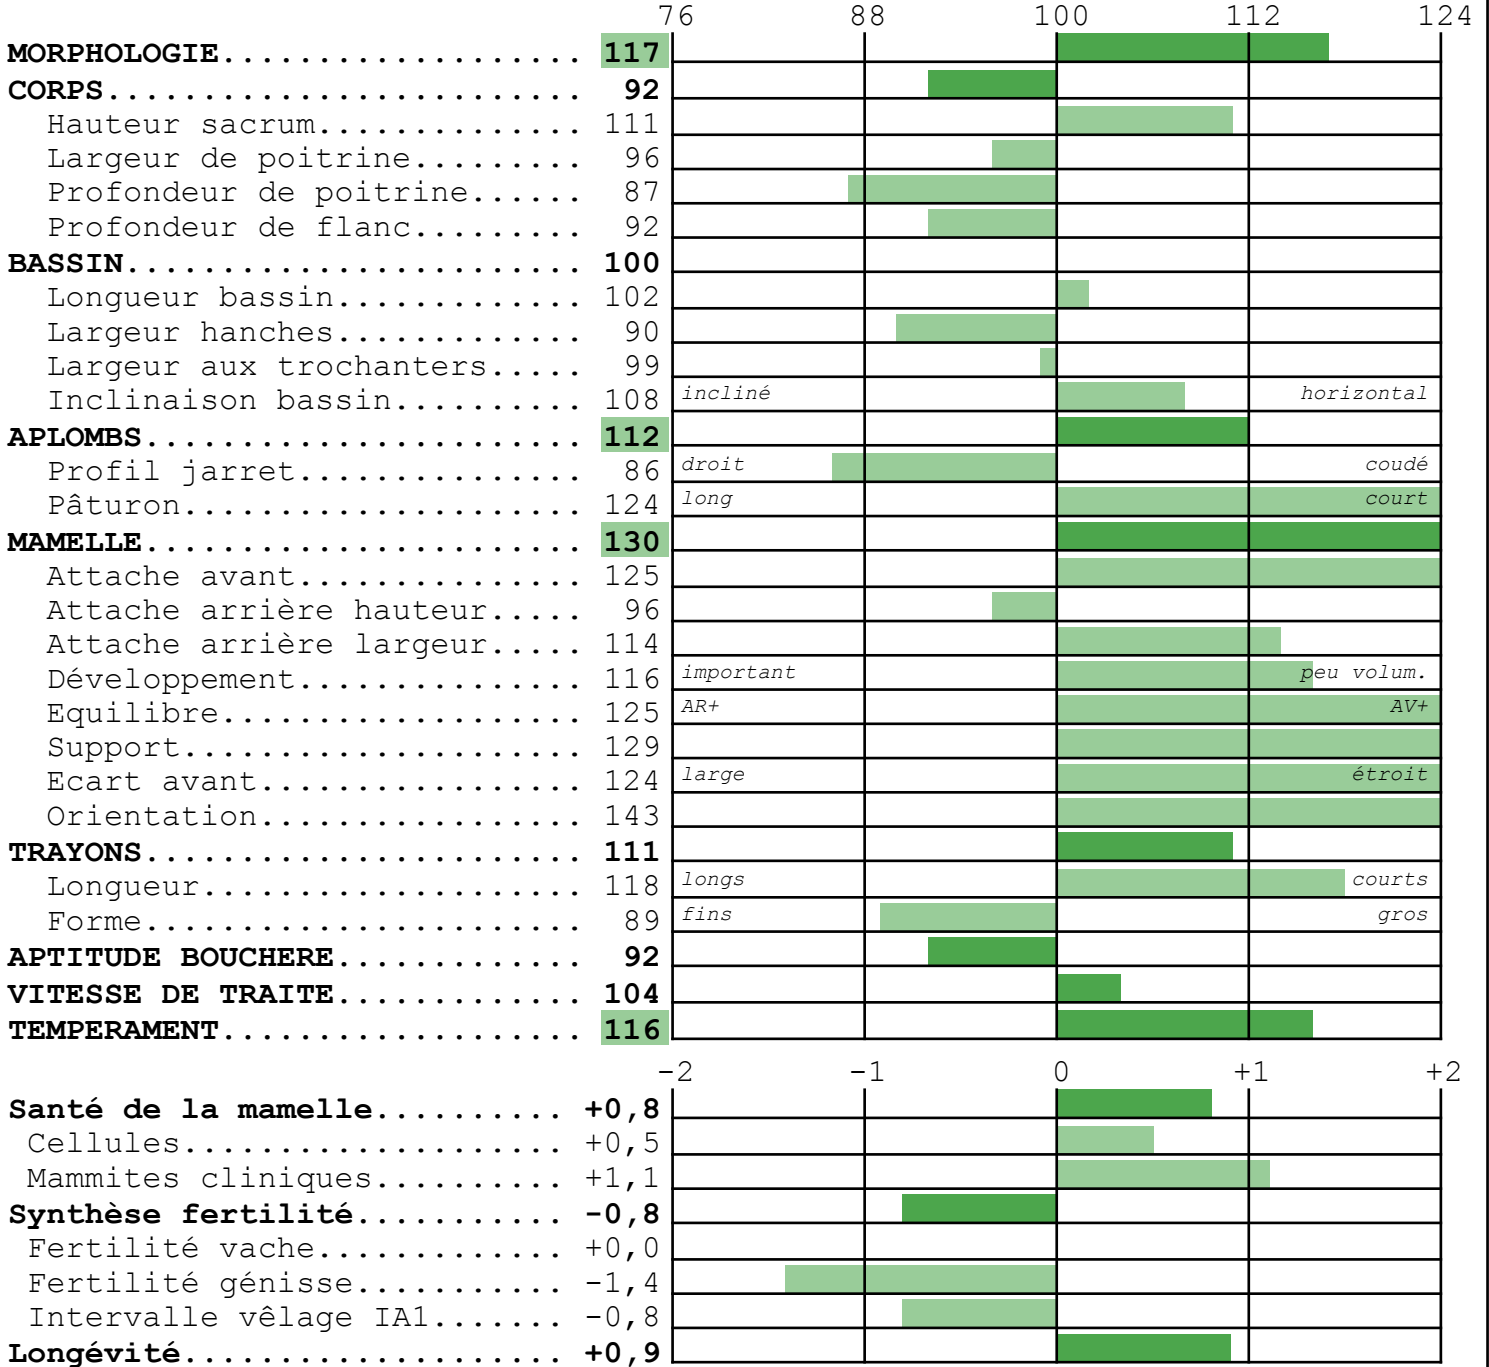 76 88 100 112 124
MORPHOLOGIE................... 117
CORPS......................... 92
Hauteur sacrum.............. 111
Largeur de poitrine......... 96
Profondeur de poitrine...... 87
Profondeur de flanc......... 92
BASSIN........................ 100
Longueur bassin............. 102
Largeur hanches............. 90
Largeur aux trochanters..... 99
Inclinaison bassin.......... 108 incliné horizontal
APLOMBS....................... 112
Profil jarret............... 86 droit coudé
Pâturon..................... 124 long court
MAMELLE....................... 130
Attache avant............... 125
Attache arrière hauteur..... 96
Attache arrière largeur..... 114
Développement............... 116 important peu volum.
Equilibre................... 125 AR+ AV+
Support..................... 129
Ecart avant................. 124 large étroit
Orientation................. 143
TRAYONS....................... 111
Longueur.................... 118 longs courts
Forme....................... 89 fins gros
APTITUDE BOUCHERE............. 92
VITESSE DE TRAITE............. 104
TEMPERAMENT................... 116
-2 -1 0 +1 +2
Santé de la mamelle.......... +0,8
Cellules.................... +0,5
Mammites cliniques.......... +1,1
Synthèse fertilité........... -0,8
Fertilité vache............. +0,0
Fertilité génisse........... -1,4
Intervalle vêlage IA1....... -0,8
Longévité.................... +0,9